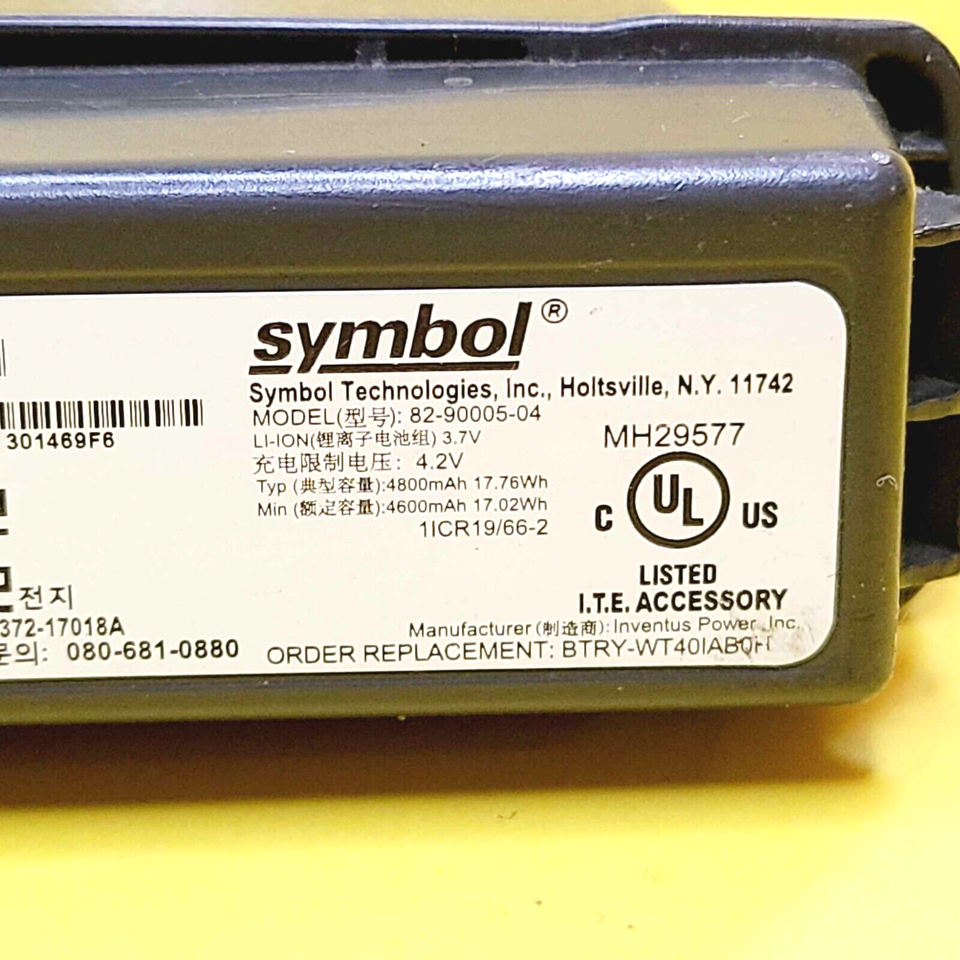 symbol®
Symbol Technologies, Inc., Holtsville, N.Y. 11742
MODEL(型号): 82-90005-04
LI-ION(锂离子电池组) 3.7V
充电限制电压: 4.2V
Typ (典型容量):4800mAh 17.76Wh
Min (额定容量):4600mAh 17.02Wh
1ICR19/66-2
MH29577
C UL US
LISTED
I.T.E. ACCESSORY
Manufacturer (制造商): Inventus Power, Inc.
ORDER REPLACEMENT: BTRY-WT40IAB0H
301469F6
전지
372-17018A
문의: 080-681-0880